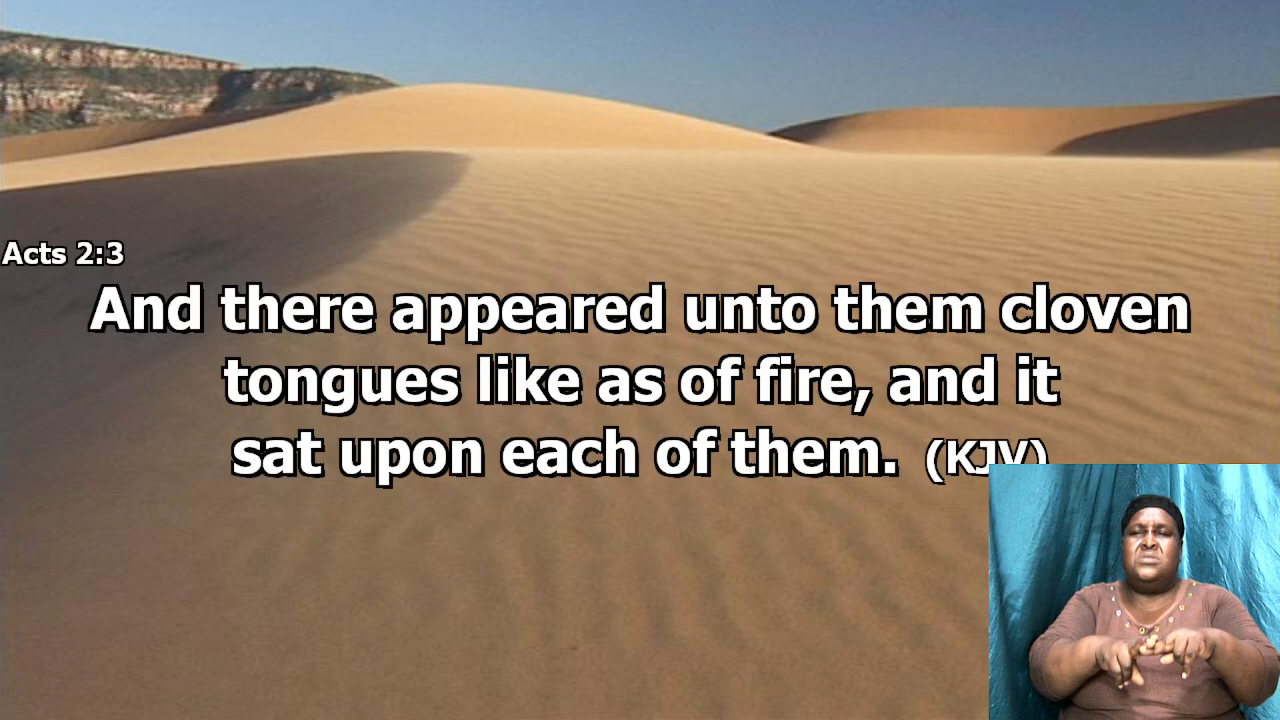 Acts 2:3
And there appeared unto them cloven
tongues like as of fire, and it
sat upon each of them. (KJV)